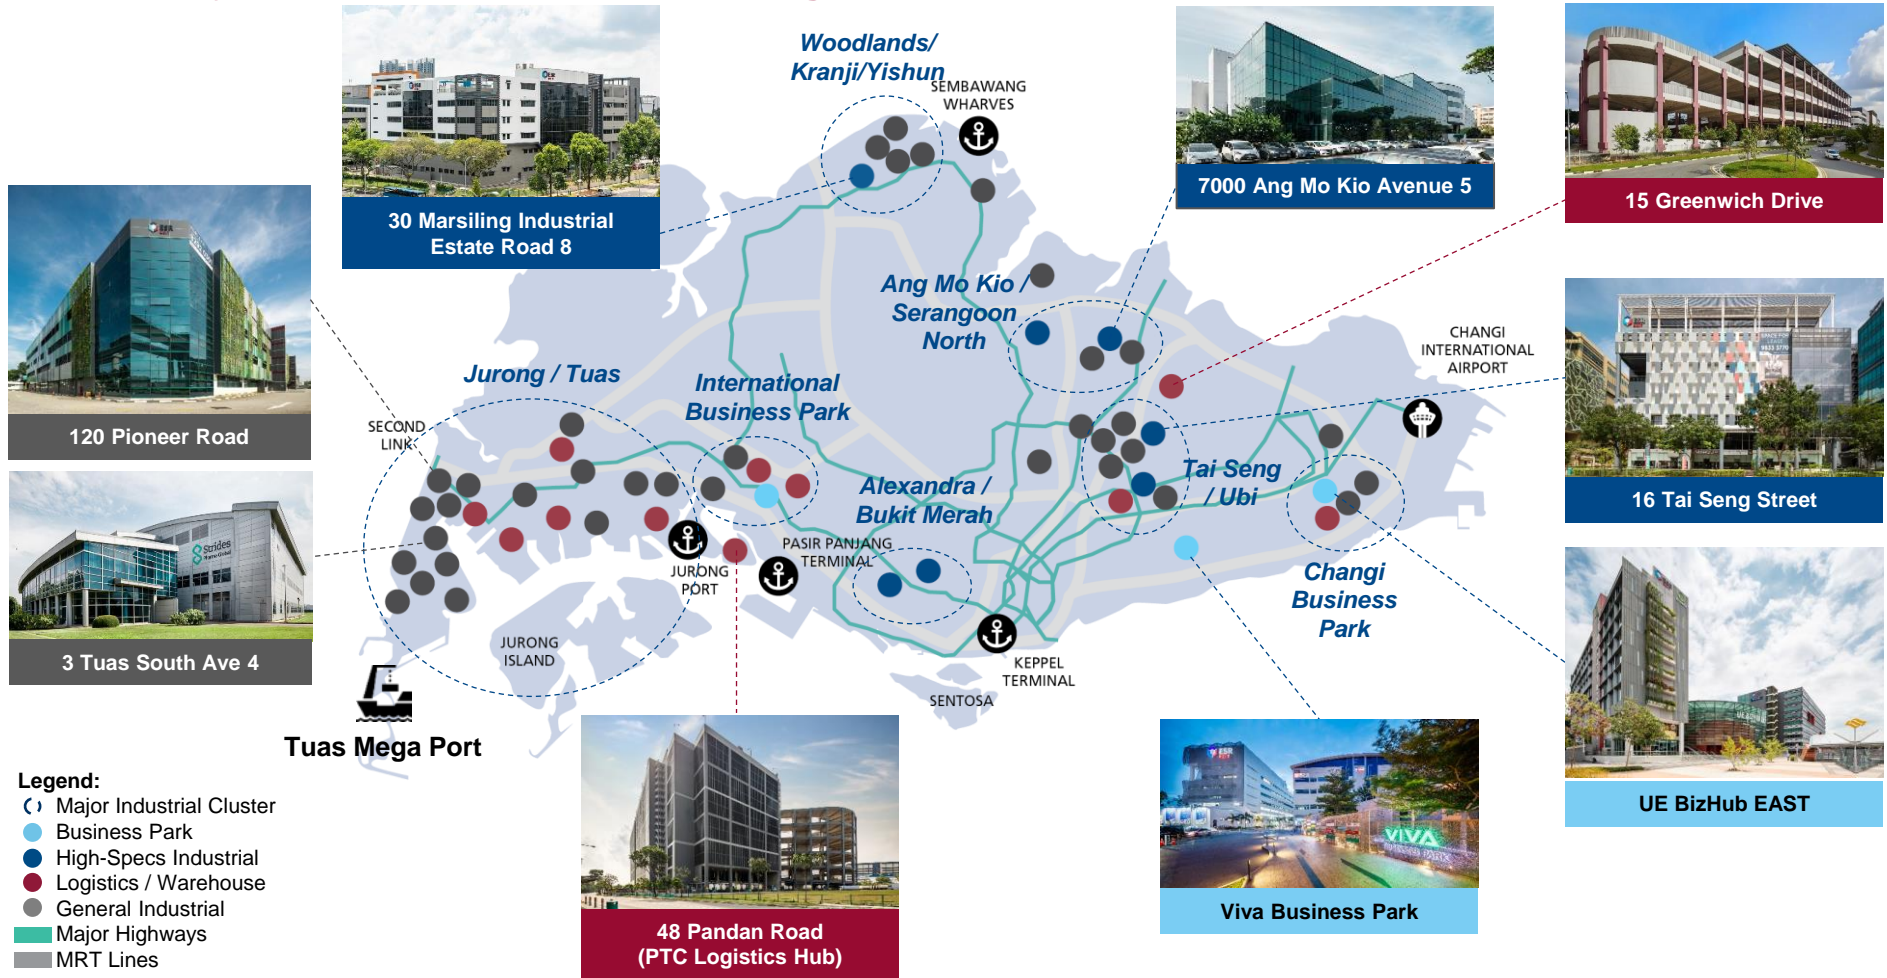 Woodlands/
Kranji/Yishun
SEMBAWANG
WHARVES
30 Marsiling Industrial
Estate Road 8
7000 Ang Mo Kio Avenue 5
15 Greenwich Drive
120 Pioneer Road
Ang Mo Kio /
Serangoon
North
CHANGI
INTERNATIONAL
AIRPORT
Jurong / Tuas
International
Business Park
SECOND
LINK
16 Tai Seng Street
Alexandra /
Bukit Merah
Tai Seng
/ Ubi
Strides
3 Tuas South Ave 4
JURONG
PORT
PASIR PANJANG
TERMINAL
Changi
Business
Park
JURONG
ISLAND
KEPPEL
TERMINAL
SENTOSA
Tuas Mega Port
UE BizHub EAST
ESR
VIVA
BUSINESS PARK
Viva Business Park
48 Pandan Road
(PTC Logistics Hub)
Legend:
Major Industrial Cluster
Business Park
High-Specs Industrial
Logistics / Warehouse
General Industrial
Major Highways
MRT Lines